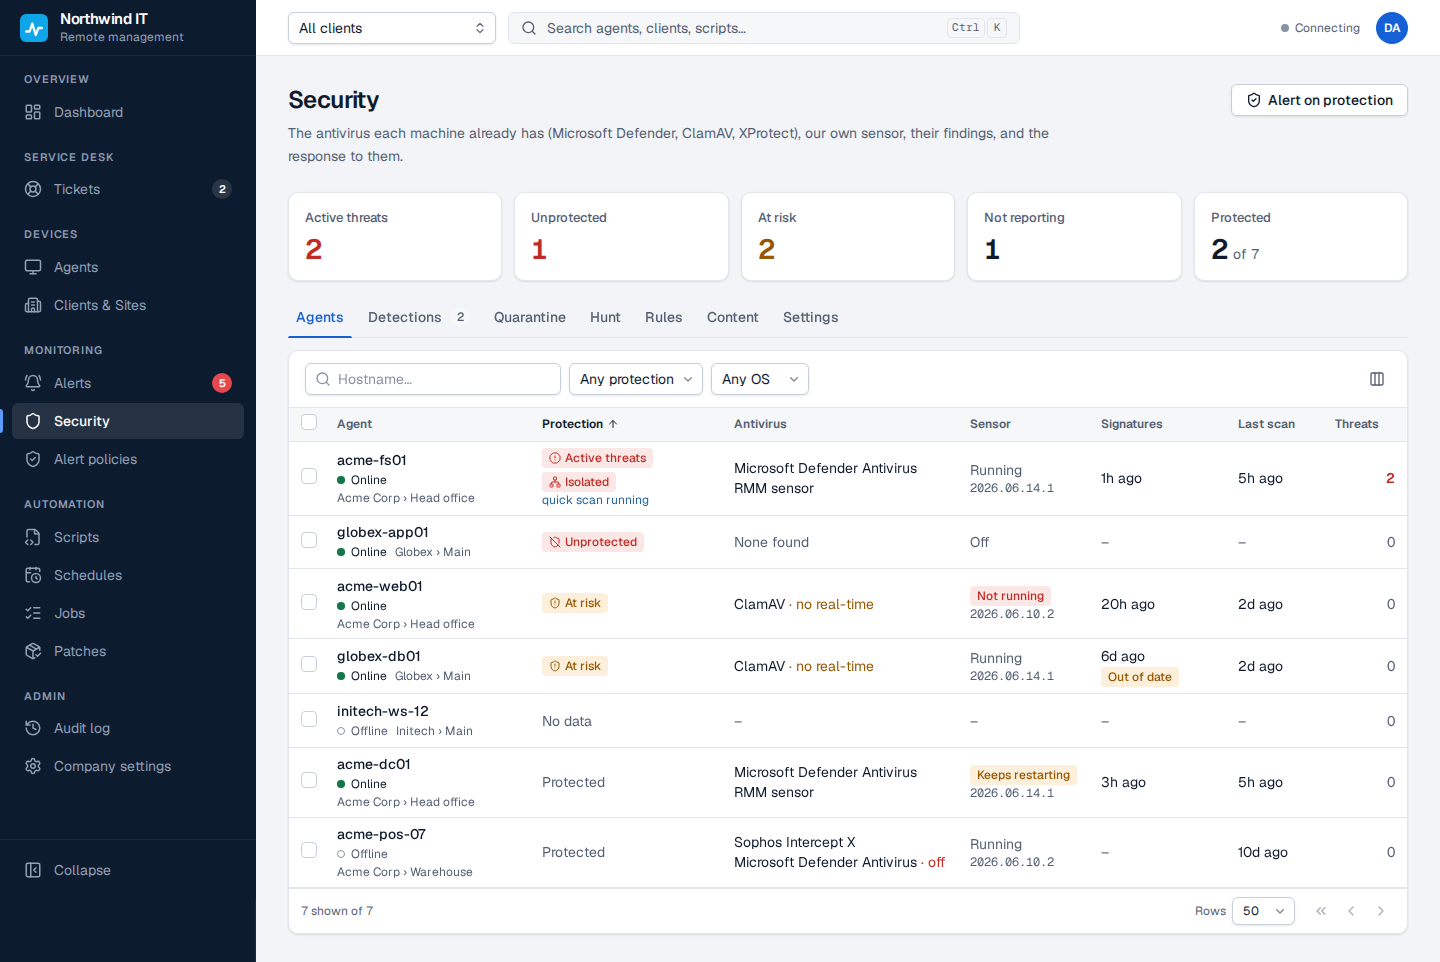 Northwind IT
Remote management
All clients
Search agents, clients, scripts...
Ctrl K
Connecting
DA
OVERVIEW
Dashboard
SERVICE DESK
Tickets 2
DEVICES
Agents
Clients & Sites
MONITORING
Alerts 5
Security
Alert policies
AUTOMATION
Scripts
Schedules
Jobs
Patches
ADMIN
Audit log
Company settings
Collapse
Security
Alert on protection
The antivirus each machine already has (Microsoft Defender, ClamAV, XProtect), our own sensor, their findings, and the
response to them.
Active threats
2
Unprotected
1
At risk
2
Not reporting
1
Protected
2 of 7
Agents Detections 2 Quarantine Hunt Rules Content Settings
Hostname... Any protection Any OS
Agent Protection ↑ Antivirus Sensor Signatures Last scan Threats
acme-fs01
Online
Acme Corp › Head office
Active threats
Isolated
quick scan running
Microsoft Defender Antivirus
RMM sensor
Running
2026.06.14.1
1h ago
5h ago
2
globex-app01
Online Globex › Main
Unprotected
None found
Off
–
–
0
acme-web01
Online
Acme Corp › Head office
At risk
ClamAV · no real-time
Not running
2026.06.10.2
20h ago
2d ago
0
globex-db01
Online Globex › Main
At risk
ClamAV · no real-time
Running
2026.06.14.1
6d ago
Out of date
2d ago
0
initech-ws-12
Offline Initech › Main
No data
–
–
–
–
0
acme-dc01
Online
Acme Corp › Head office
Protected
Microsoft Defender Antivirus
RMM sensor
Keeps restarting
2026.06.14.1
3h ago
5h ago
0
acme-pos-07
Offline
Acme Corp › Warehouse
Protected
Sophos Intercept X
Microsoft Defender Antivirus · off
Running
2026.06.10.2
–
10d ago
0
7 shown of 7
Rows 50